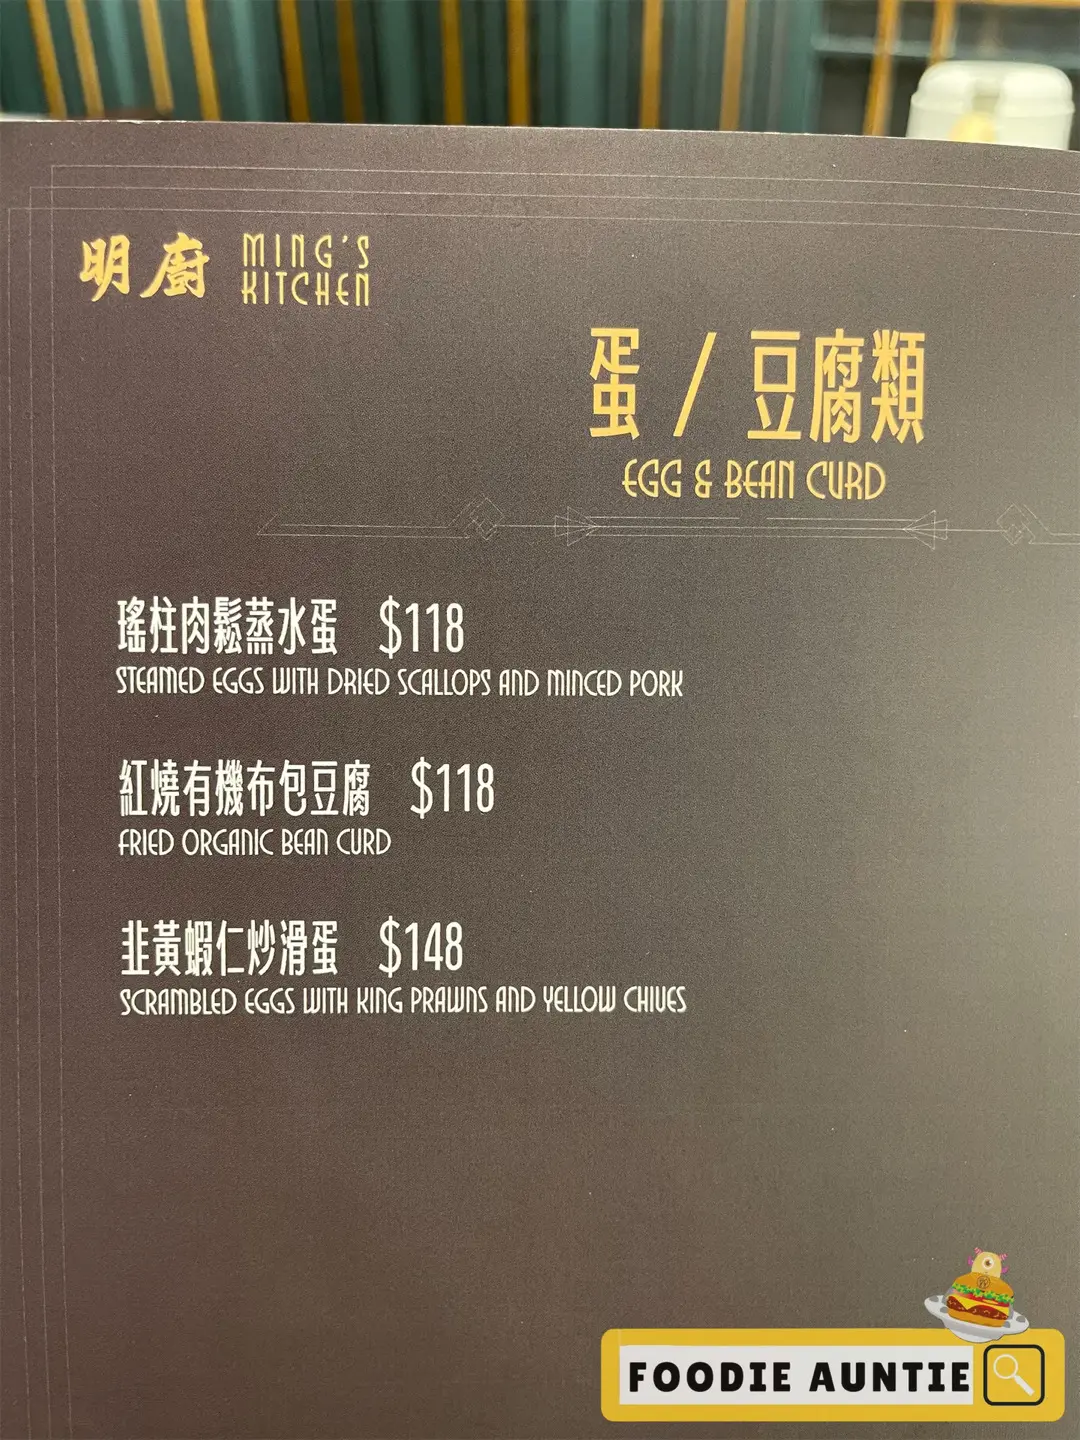 明廚 MING'S KITCHEN
蛋 / 豆腐類
EGG & BEAN CURD
瑤柱肉鬆蒸水蛋 $118
STEAMED EGGS WITH DRIED SCALLOPS AND MINCED PORK
紅燒有機布包豆腐 $118
FRIED ORGANIC BEAN CURD
韭黃蝦仁炒滑蛋 $148
SCRAMBLED EGGS WITH KING PRAWNS AND YELLOW CHIVES
FOODIE AUNTIE